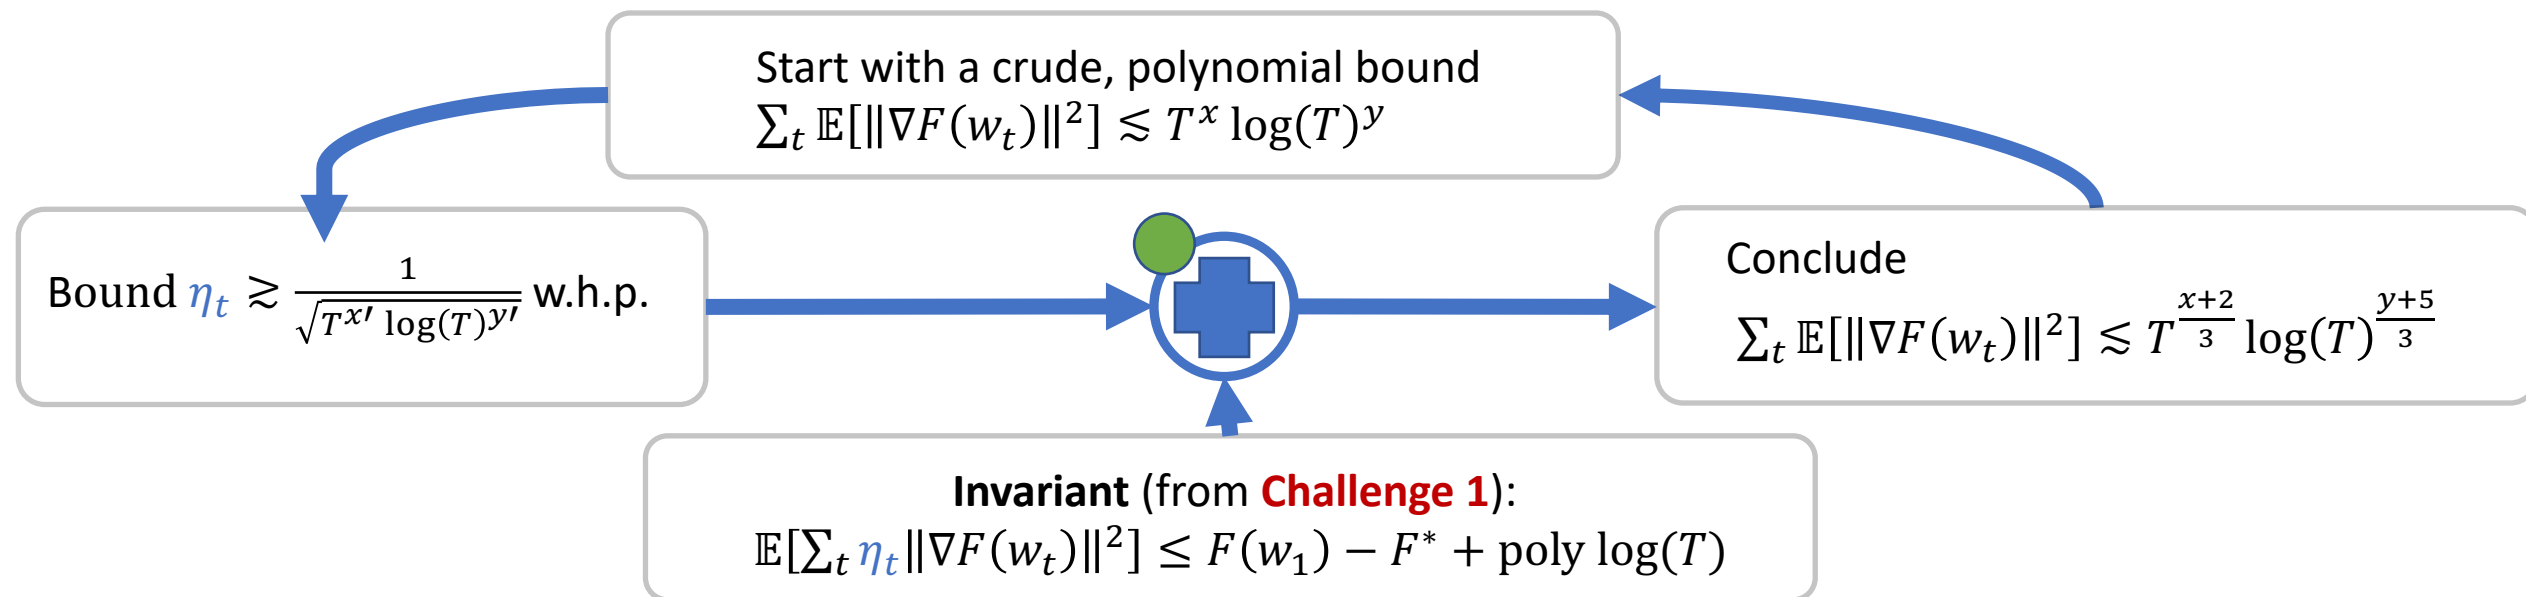 Start with a crude, polynomial bound
∑ₜ 𝔼[‖∇F(wₜ)‖²] ≲ Tˣ log(T)ʸ
Bound ηₜ ≳ 1/√(T^{x′} log(T)^{y′}) w.h.p.
Conclude
∑ₜ 𝔼[‖∇F(wₜ)‖²] ≲ T^{(x+2)/3} log(T)^{(y+5)/3}
Invariant (from Challenge 1):
𝔼[∑ₜ ηₜ‖∇F(wₜ)‖²] ≤ F(w₁) − F* + poly log(T)